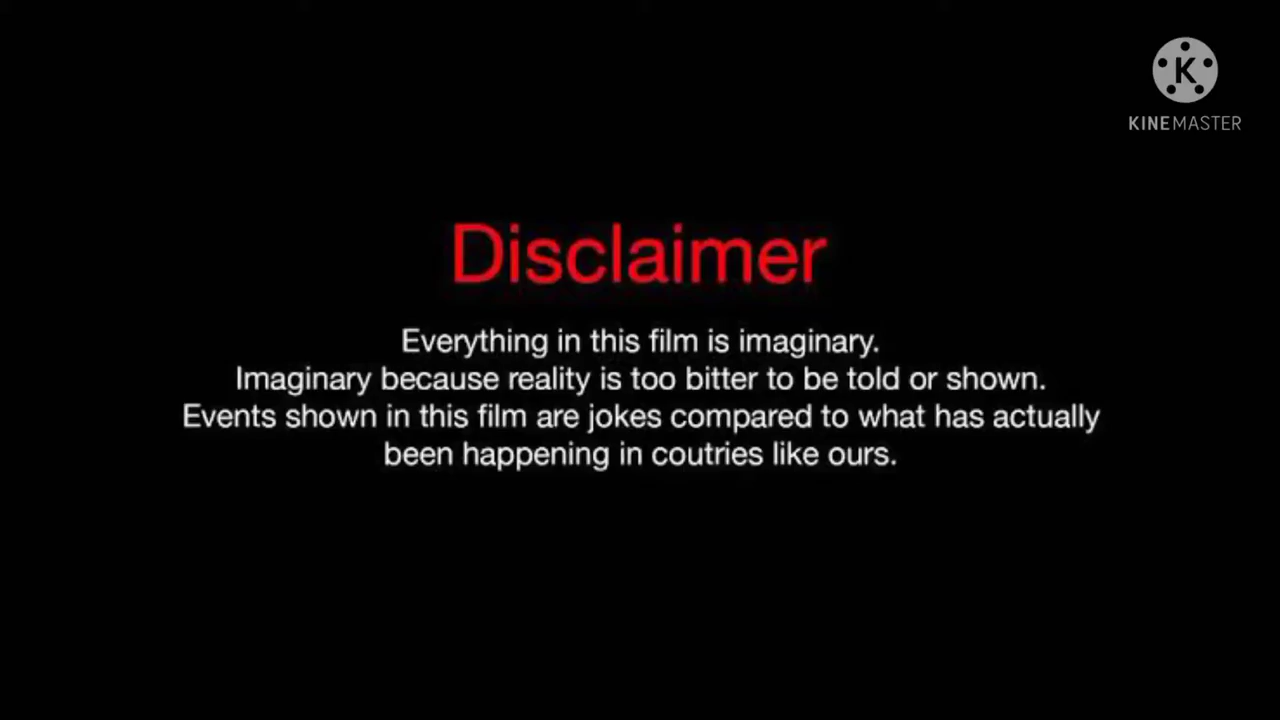 K
KINEMASTER
Disclaimer
Everything in this film is imaginary.
Imaginary because reality is too bitter to be told or shown.
Events shown in this film are jokes compared to what has actually
been happening in coutries like ours.